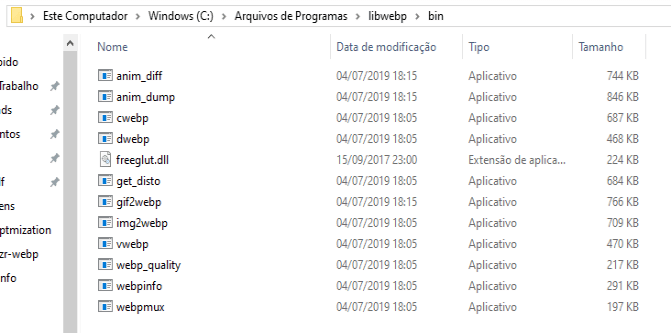 Este Computador > Windows (C:) > Arquivos de Programas > libwebp > bin
Nome Data de modificação Tipo Tamanho
pido
Trabalho anim_diff 04/07/2019 18:15 Aplicativo 744 KB
ds anim_dump 04/07/2019 18:15 Aplicativo 846 KB
cwebp 04/07/2019 18:05 Aplicativo 687 KB
ntos dwebp 04/07/2019 18:05 Aplicativo 468 KB
freeglut.dll 15/09/2017 23:00 Extensão de aplica... 224 KB
f get_disto 04/07/2019 18:05 Aplicativo 684 KB
ens gif2webp 04/07/2019 18:15 Aplicativo 766 KB
img2webp 04/07/2019 18:05 Aplicativo 709 KB
ptmization vwebp 04/07/2019 18:05 Aplicativo 470 KB
zr-webp webp_quality 04/07/2019 18:05 Aplicativo 217 KB
nfo webpinfo 04/07/2019 18:05 Aplicativo 291 KB
webpmux 04/07/2019 18:05 Aplicativo 197 KB